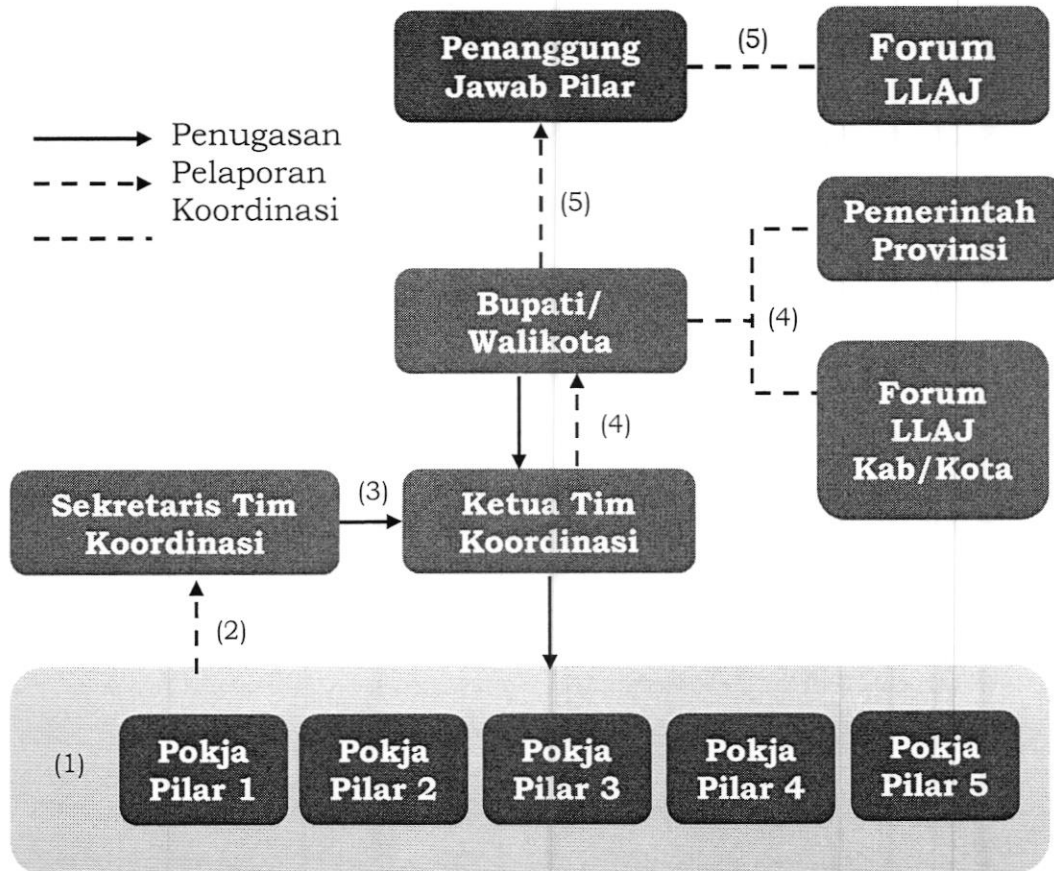 Penanggung
Jawab Pilar
(5)
Forum
LLAJ
Penugasan
Pelaporan
Koordinasi
(5)
Pemerintah
Provinsi
Bupati/
Walikota
(4)
Forum
LLAJ
Kab/Kota
(4)
Sekretaris Tim
Koordinasi
(3)
Ketua Tim
Koordinasi
(2)
(1)
Pokja
Pilar 1
Pokja
Pilar 2
Pokja
Pilar 3
Pokja
Pilar 4
Pokja
Pilar 5